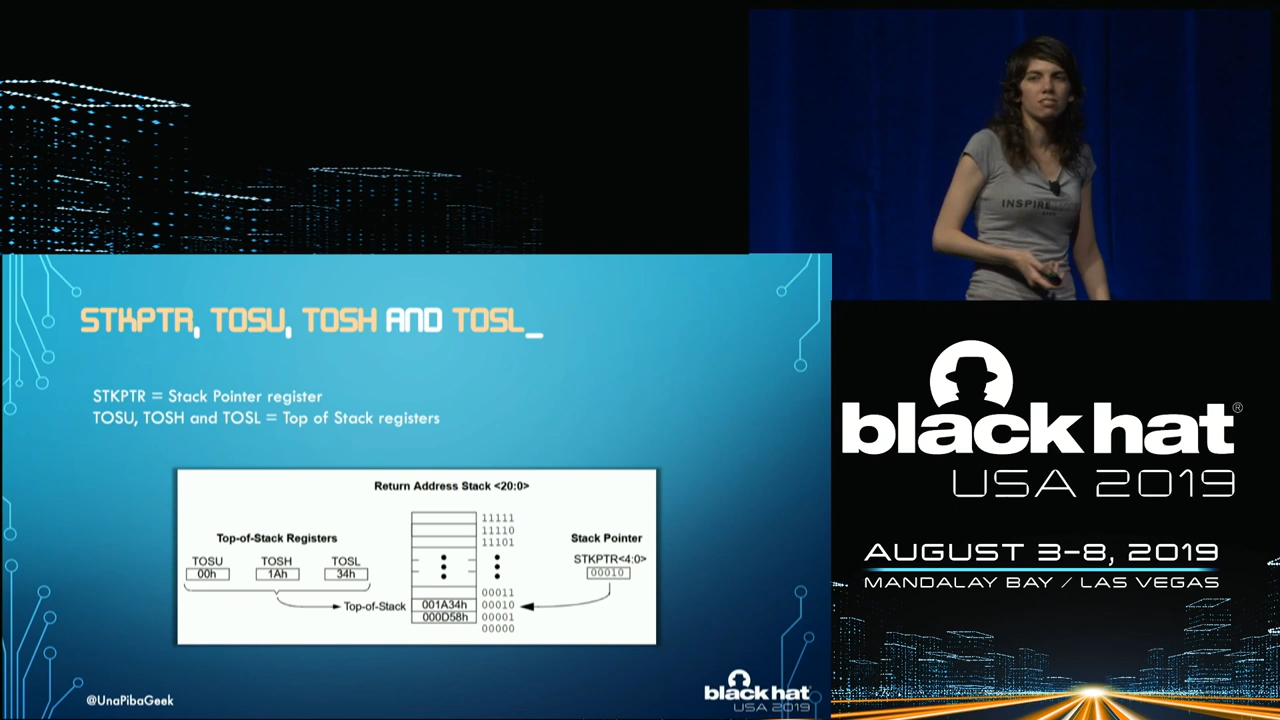 INSPIRE
STKPTR, TOSU, TOSH AND TOSL_
STKPTR = Stack Pointer register
TOSU, TOSH and TOSL = Top of Stack registers
Return Address Stack <20:0>
11111
11110
11101
Top-of-Stack Registers
Stack Pointer
TOSU TOSH TOSL
STKPTR<4:0>
00h 1Ah 34h
00010
00011
Top-of-Stack 001A34h 00010
000D58h 00001
00000
@UnaPibaGeek
black hat
USA 2019
black hat®
USA 2019
AUGUST 3-8, 2019
MANDALAY BAY / LAS VEGAS